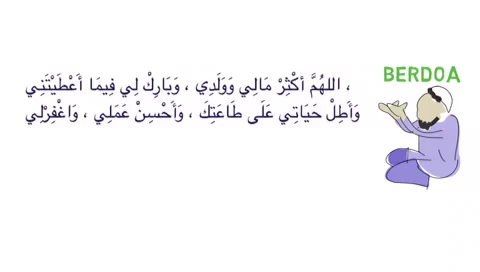 BERDOA
، اللهُمَّ أَكْثِرْ مَالِي وَوَلَدِي ، وَبَارِكْ لِي فِيمَا أَعْطَيْتَنِي
وَأَطِلْ حَيَاتِي عَلَى طَاعَتِكَ ، وَأَحْسِنْ عَمَلِي ، وَاغْفِرْلِي